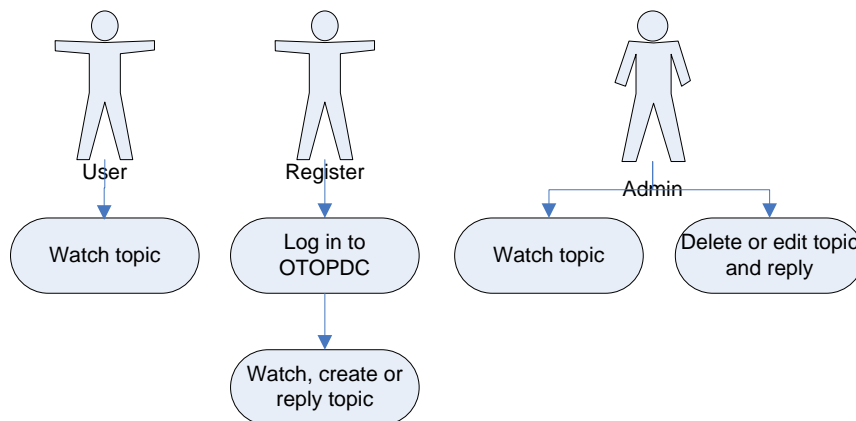 User
Register
Admin
Watch topic
Log in to
OTOPDC
Watch topic
Delete or edit topic
and reply
Watch, create or
reply topic